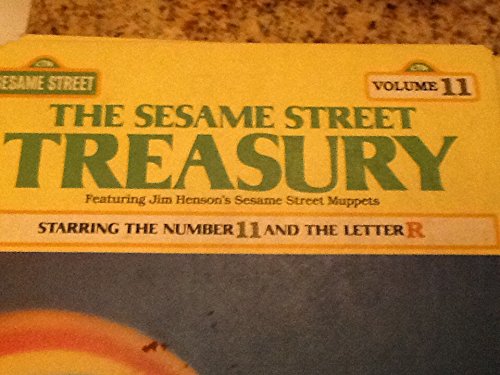 SESAME STREET
VOLUME 11
THE SESAME STREET
TREASURY
Featuring Jim Henson's Sesame Street Muppets
STARRING THE NUMBER 11 AND THE LETTER R